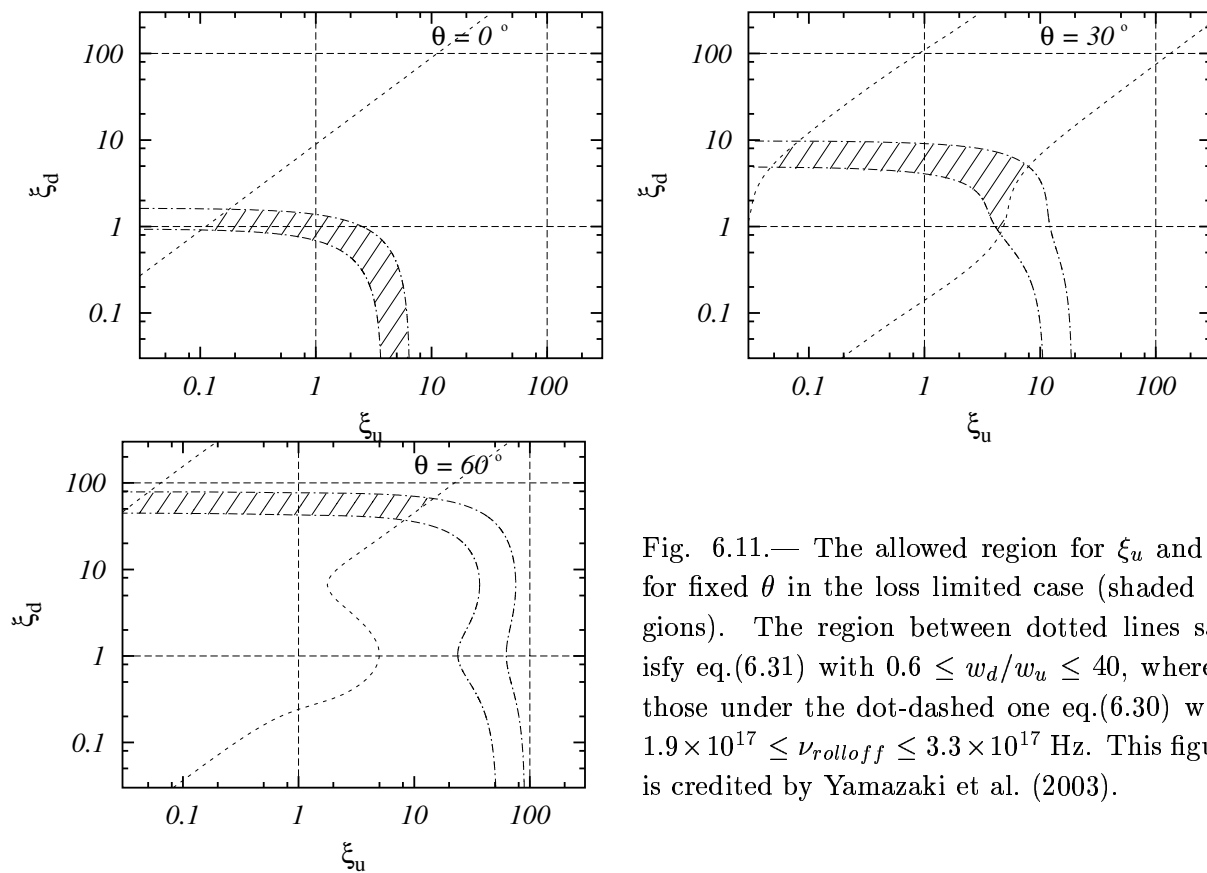 θ = 0°
100
10
1
0.1
ξd
0.1 1 10 100
ξu
θ = 30°
100
10
1
0.1
ξd
0.1 1 10 100
ξu
θ = 60°
100
10
1
0.1
ξd
0.1 1 10 100
ξu
Fig. 6.11.— The allowed region for ξu and
for fixed θ in the loss limited case (shaded
gions). The region between dotted lines sa
isfy eq.(6.31) with 0.6 ≤ wd/wu ≤ 40, where
those under the dot-dashed one eq.(6.30) w
1.9×10^17 ≤ νrolloff ≤ 3.3×10^17 Hz. This figu
is credited by Yamazaki et al. (2003).